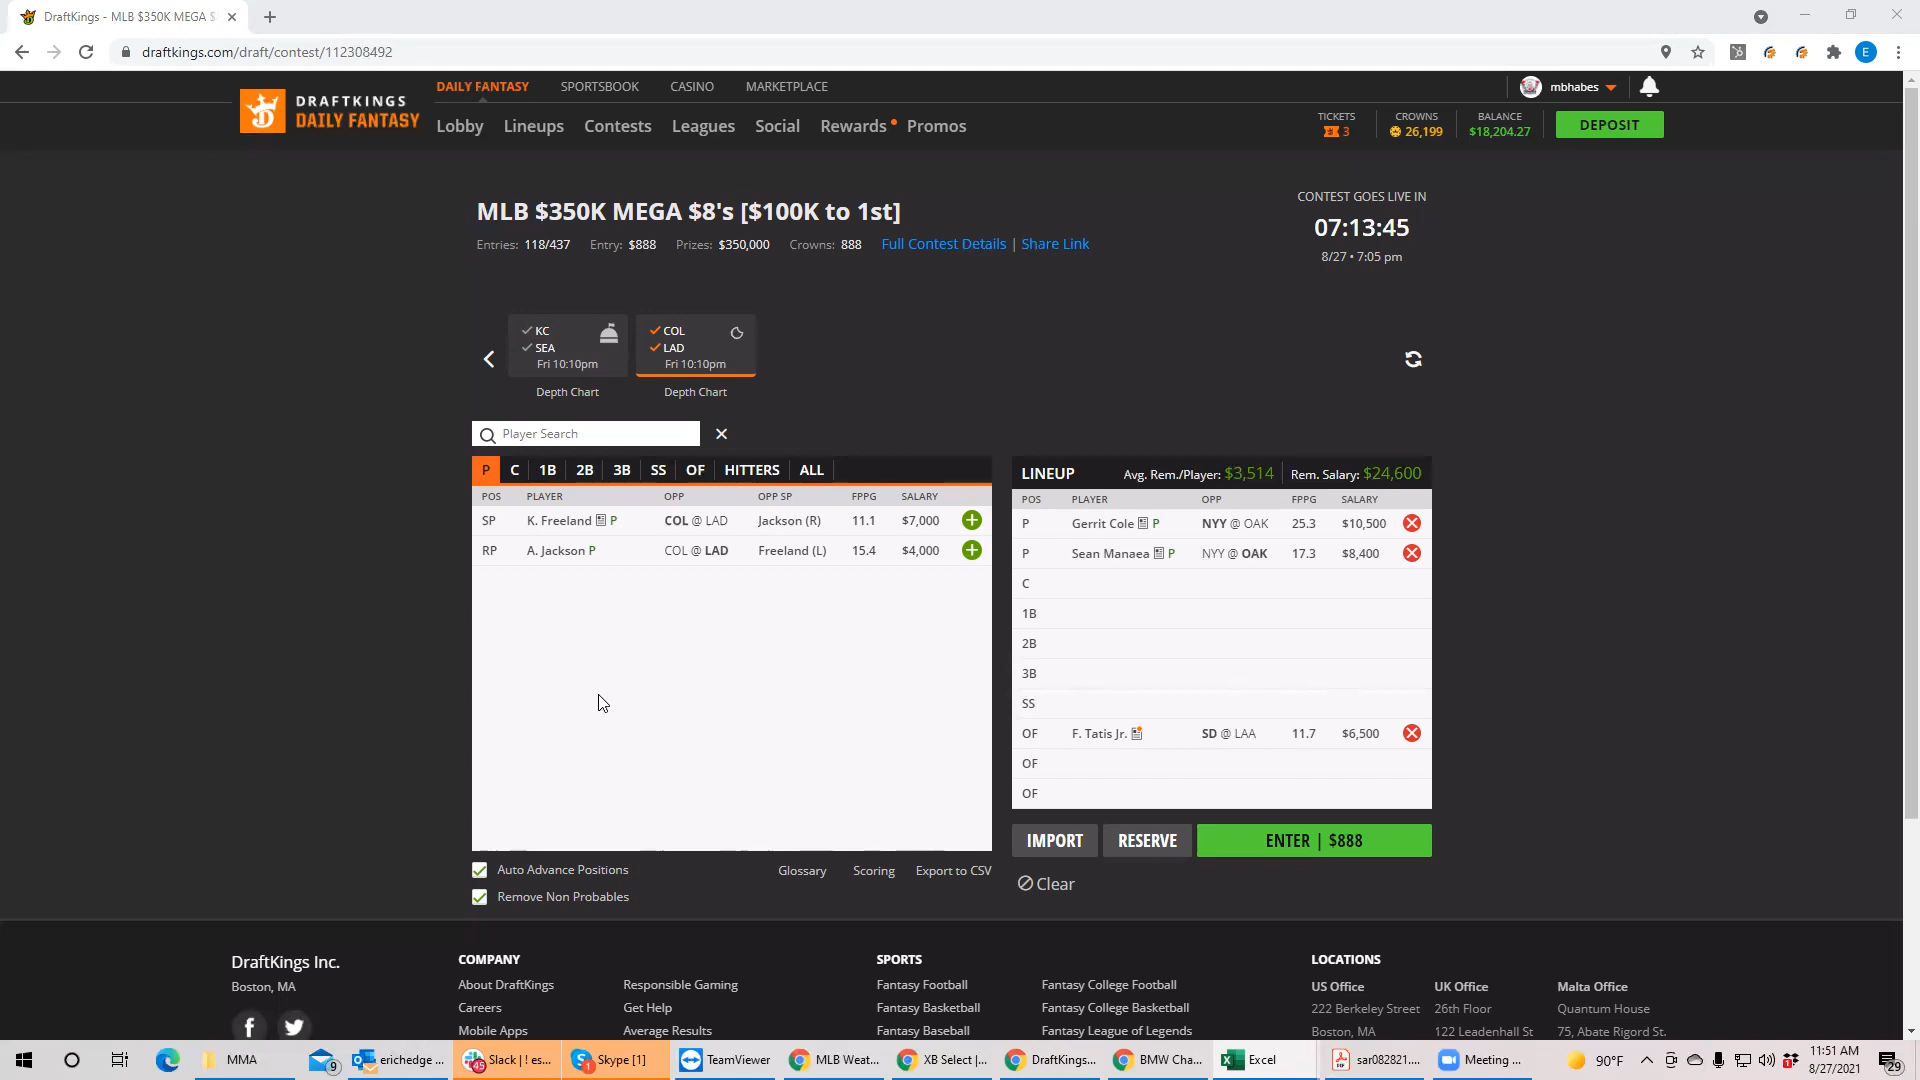 DraftKings - MLB $350K MEGA $
draftkings.com/draft/contest/112308492
E
DAILY FANTASY SPORTSBOOK CASINO MARKETPLACE
mbhabes
DRAFTKINGS
DAILY FANTASY
Lobby Lineups Contests Leagues Social Rewards Promos
TICKETS
3
CROWNS
26,199
BALANCE
$18,204.27
DEPOSIT
MLB $350K MEGA $8's [$100K to 1st]
Entries: 118/437 Entry: $888 Prizes: $350,000 Crowns: 888 Full Contest Details | Share Link
CONTEST GOES LIVE IN
07:13:45
8/27 • 7:05 pm
KC
SEA
Fri 10:10pm
Depth Chart
COL
LAD
Fri 10:10pm
Depth Chart
Player Search
P C 1B 2B 3B SS OF HITTERS ALL
POS PLAYER OPP OPP SP FPPG SALARY
SP K. Freeland P COL @ LAD Jackson (R) 11.1 $7,000
RP A. Jackson P COL @ LAD Freeland (L) 15.4 $4,000
LINEUP Avg. Rem./Player: $3,514 Rem. Salary: $24,600
POS PLAYER OPP FPPG SALARY
P Gerrit Cole P NYY @ OAK 25.3 $10,500
P Sean Manaea P NYY @ OAK 17.3 $8,400
C
1B
2B
3B
SS
OF F. Tatis Jr. SD @ LAA 11.7 $6,500
OF
OF
IMPORT RESERVE ENTER | $888
Clear
Auto Advance Positions
Remove Non Probables
Glossary Scoring Export to CSV
DraftKings Inc.
Boston, MA
COMPANY
About DraftKings
Careers
Mobile Apps
Responsible Gaming
Get Help
Average Results
SPORTS
Fantasy Football
Fantasy Basketball
Fantasy Baseball
Fantasy College Football
Fantasy College Basketball
Fantasy League of Legends
LOCATIONS
US Office
222 Berkeley Street
Boston, MA
UK Office
26th Floor
122 Leadenhall St
Malta Office
Quantum House
75, Abate Rigord St.
MMA
9
erichedge ...
45
Slack | ! es...
1
Skype [1]
TeamViewer
MLB Weat...
XB Select |...
DraftKings...
BMW Cha...
Excel
sar082821....
Meeting ...
90°F
11:51 AM
8/27/2021
29